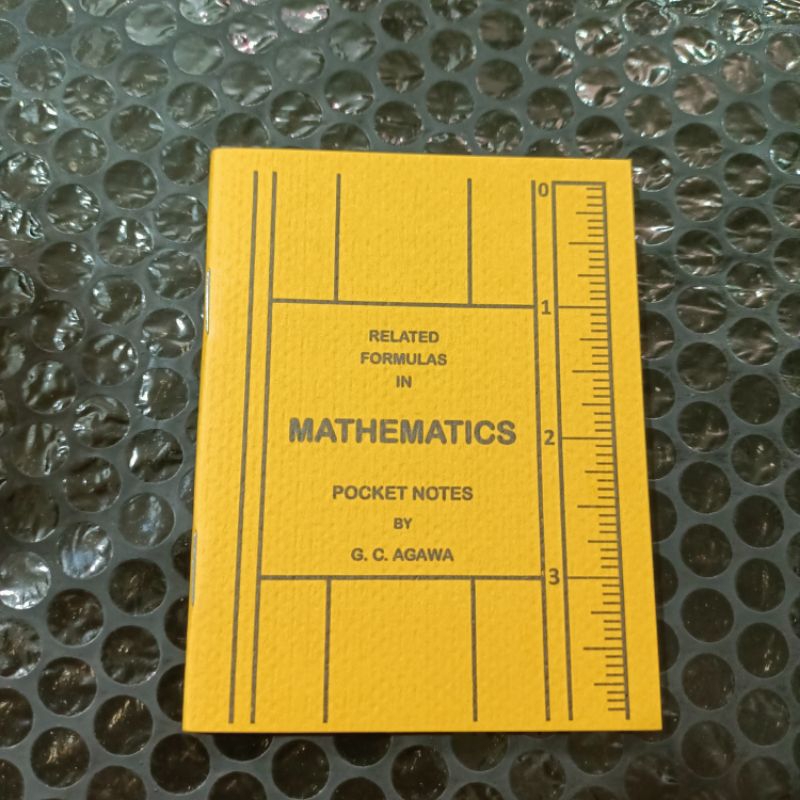 RELATED
FORMULAS
IN
MATHEMATICS
POCKET NOTES
BY
G. C. AGAWA
0
1
2
3